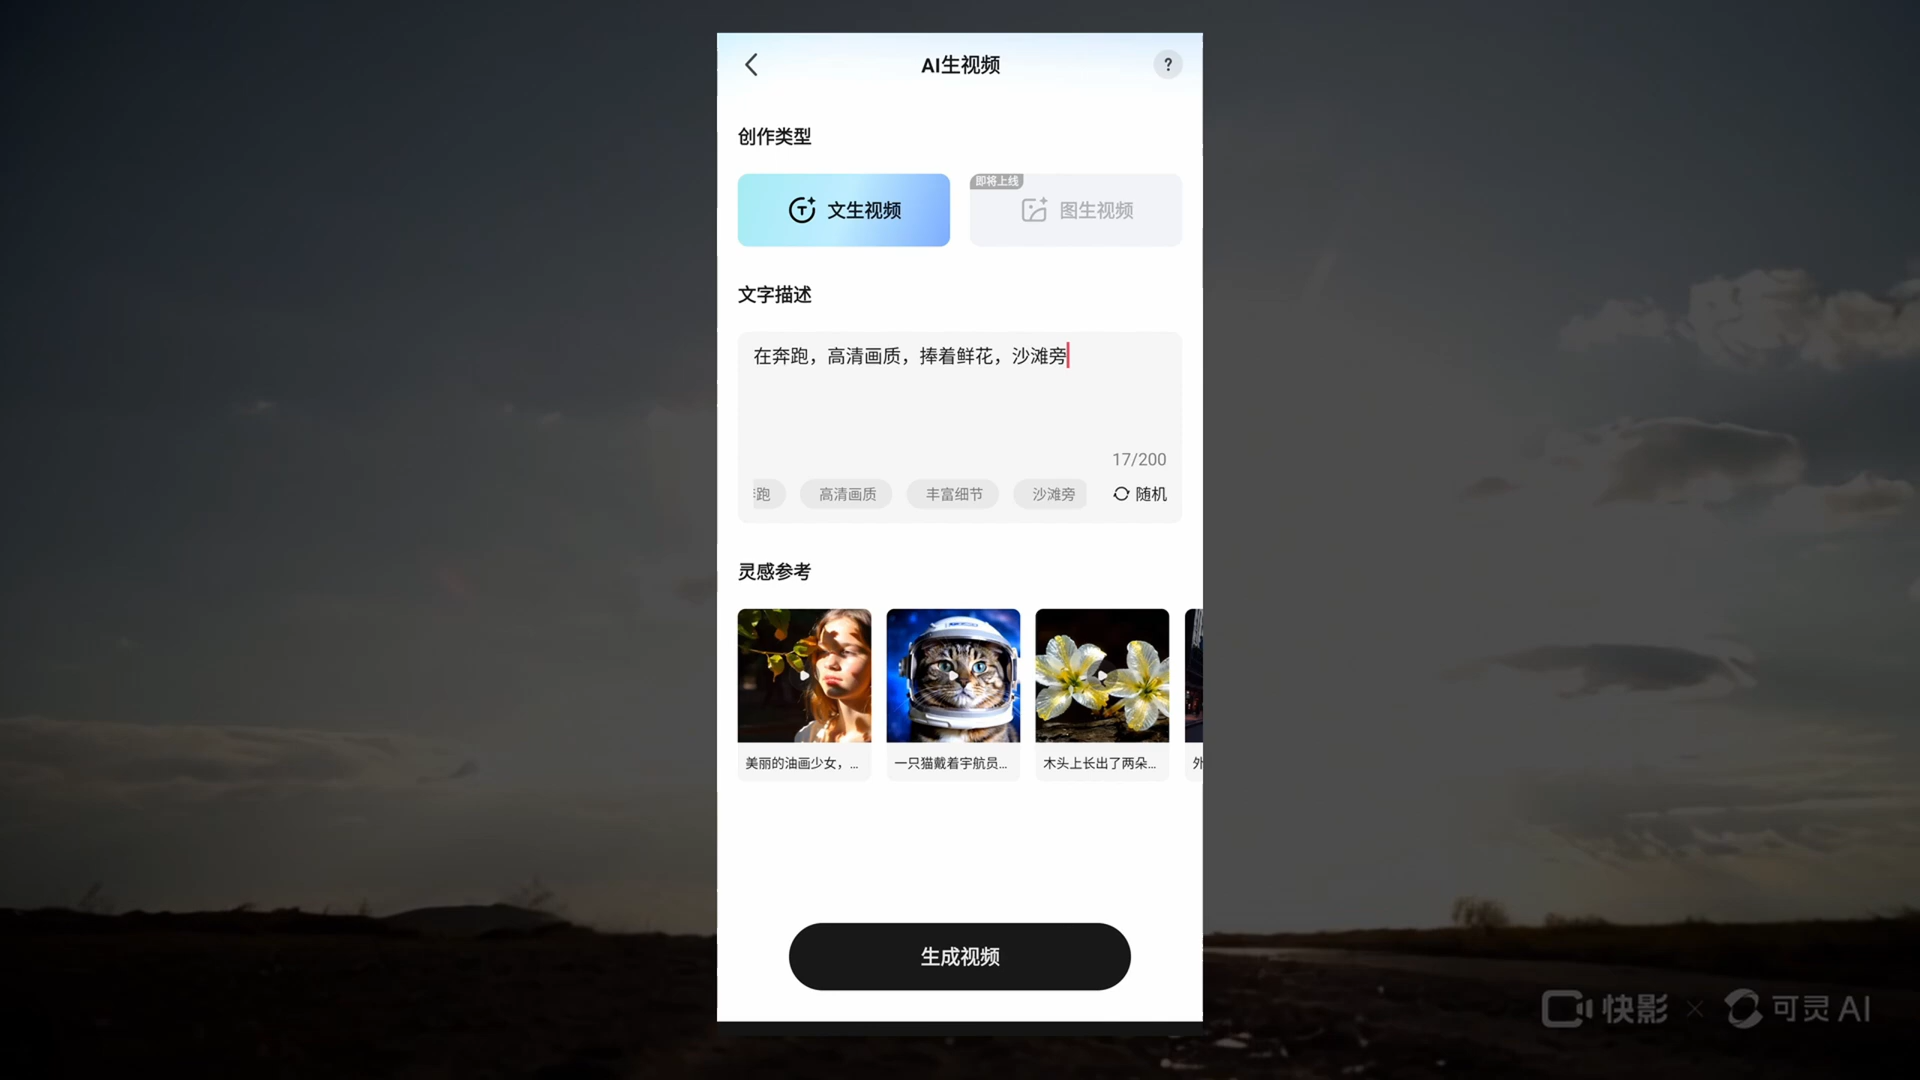 AI生视频
?
创作类型
文生视频
即将上线
图生视频
文字描述
在奔跑，高清画质，捧着鲜花，沙滩旁
17/200
跑
高清画质
丰富细节
沙滩旁
随机
灵感参考
美丽的油画少女，...
一只猫戴着宇航员...
木头上长出了两朵...
外
生成视频
快影 × 可灵 AI